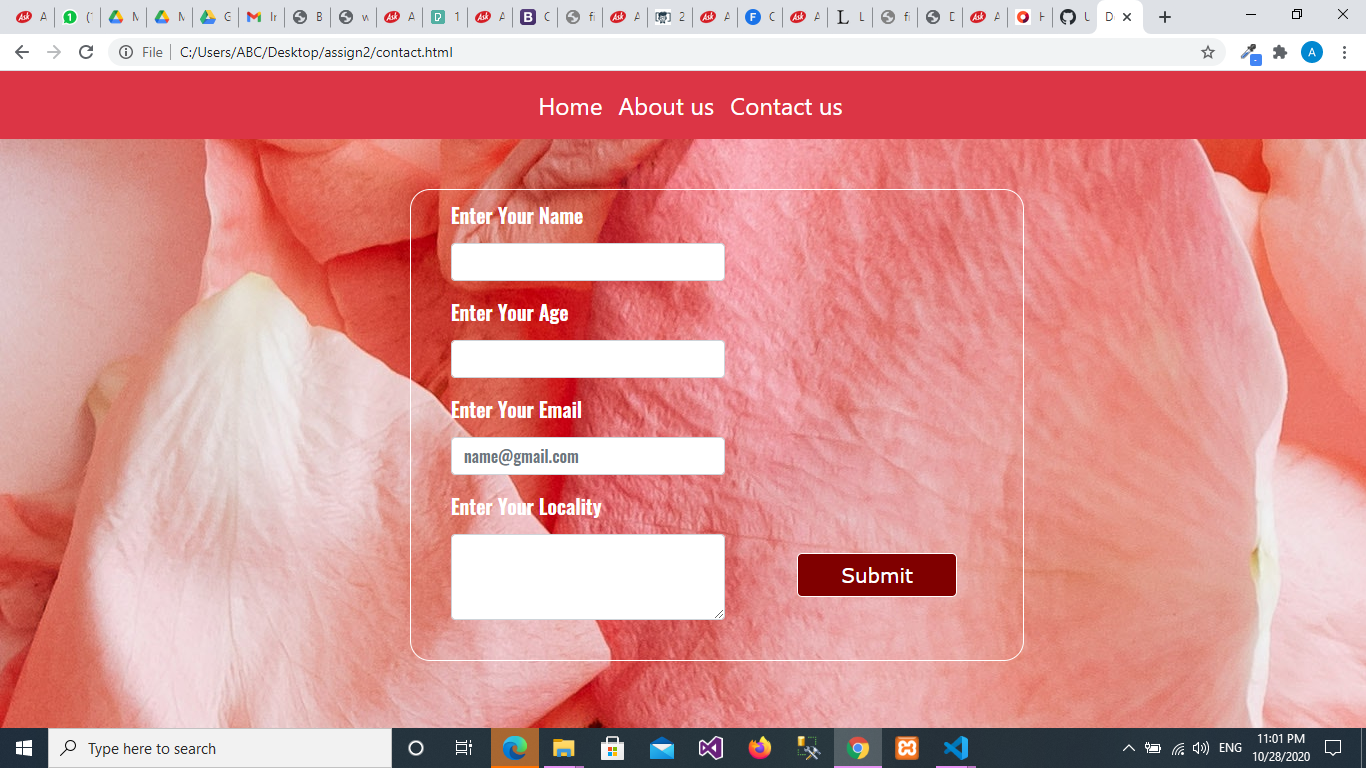 A
(
M
M
G
In
B
w
A
1
A
C
fi
A
2
A
C
A
L
fi
D
A
H
U
D
File
C:/Users/ABC/Desktop/assign2/contact.html
A
Home About us Contact us
Enter Your Name
Enter Your Age
Enter Your Email
name@gmail.com
Enter Your Locality
Submit
Type here to search
ENG
11:01 PM
10/28/2020